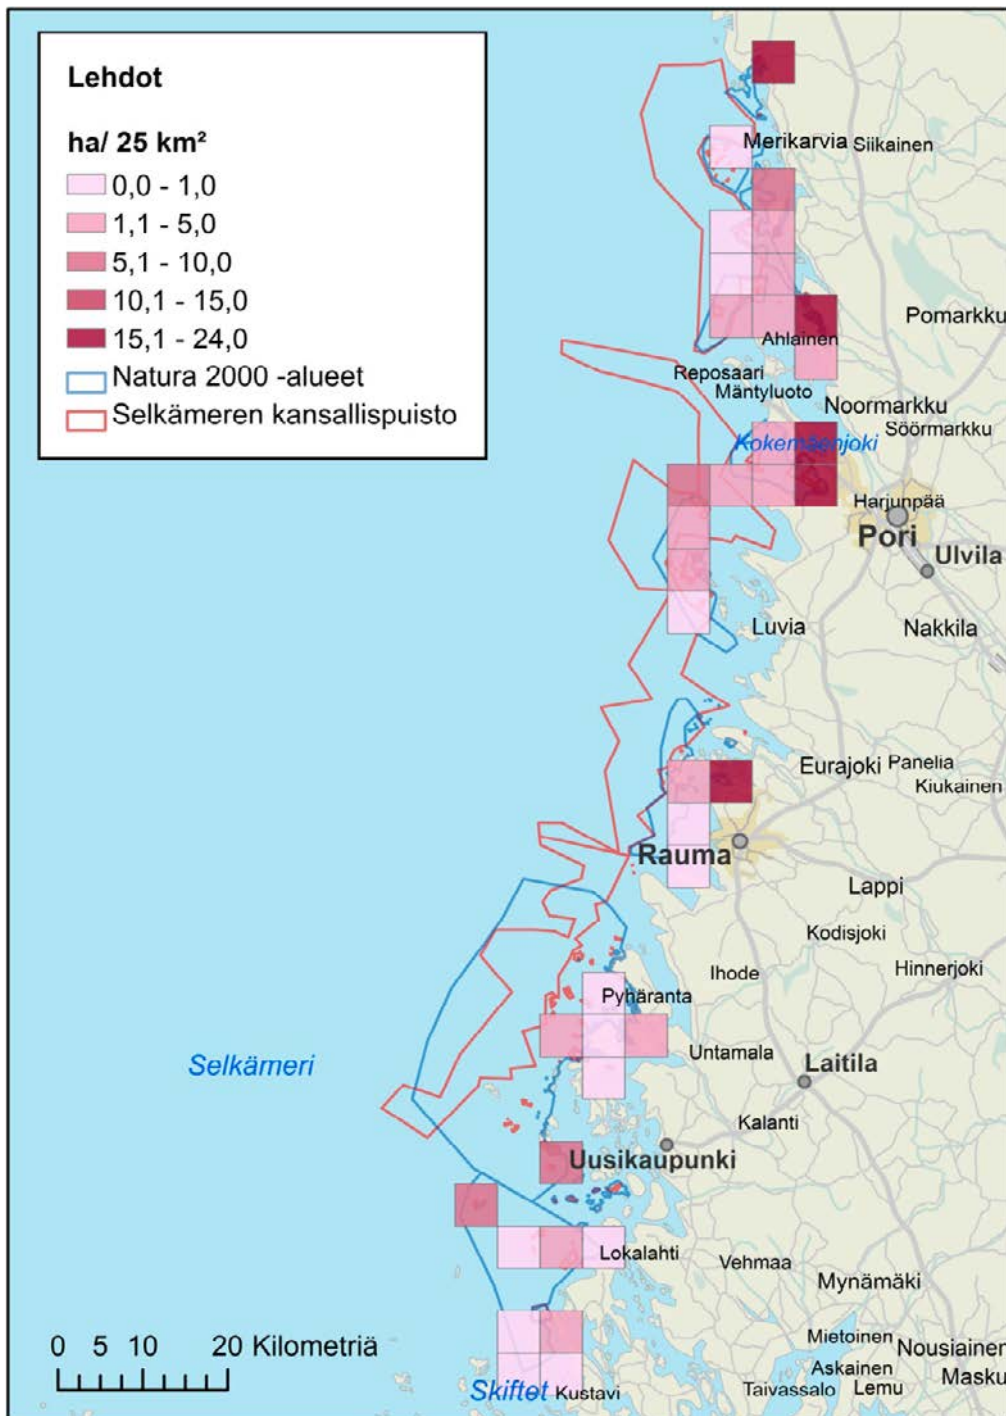 Lehdot
ha/ 25 km²
0,0 - 1,0
1,1 - 5,0
5,1 - 10,0
10,1 - 15,0
15,1 - 24,0
Natura 2000 -alueet
Selkämeren kansallispuisto
Merikarvia
Siikainen
Pomarkku
Ahlainen
Reposaari
Mäntyluoto
Noormarkku
Söörmarkku
Kokemäenjoki
Harjunpää
Pori
Ulvila
Luvia
Nakkila
Eurajoki
Panelia
Kiukainen
Rauma
Lappi
Kodisjoki
Hinnerjoki
Ihode
Pyhäranta
Untamala
Laitila
Selkämeri
Kalanti
Uusikaupunki
Lokalahti
Vehmaa
Mynämäki
0 5 10 20 Kilometriä
Mietoinen
Nousiainen
Askainen
Masku
Skiftet
Kustavi
Taivassalo
Lemu